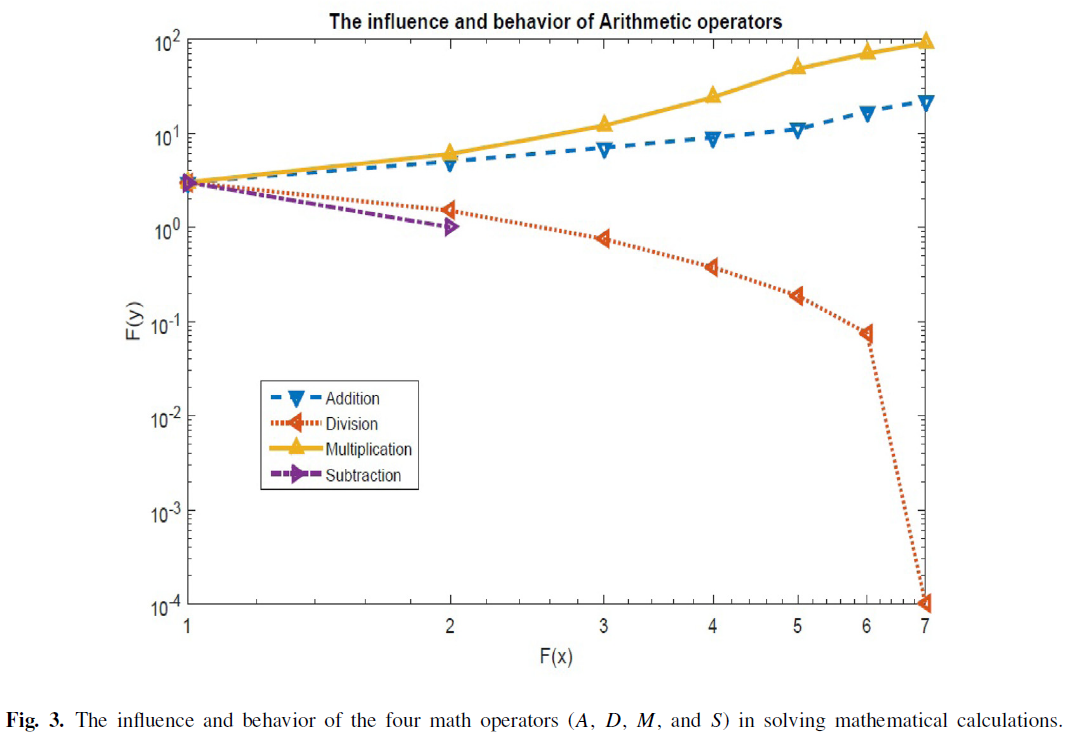 The influence and behavior of Arithmetic operators
10^2
10^1
10^0
10^-1
10^-2
10^-3
10^-4
F(y)
Addition
Division
Multiplication
Subtraction
1 2 3 4 5 6 7
F(x)
Fig. 3. The influence and behavior of the four math operators (A, D, M, and S) in solving mathematical calculations.